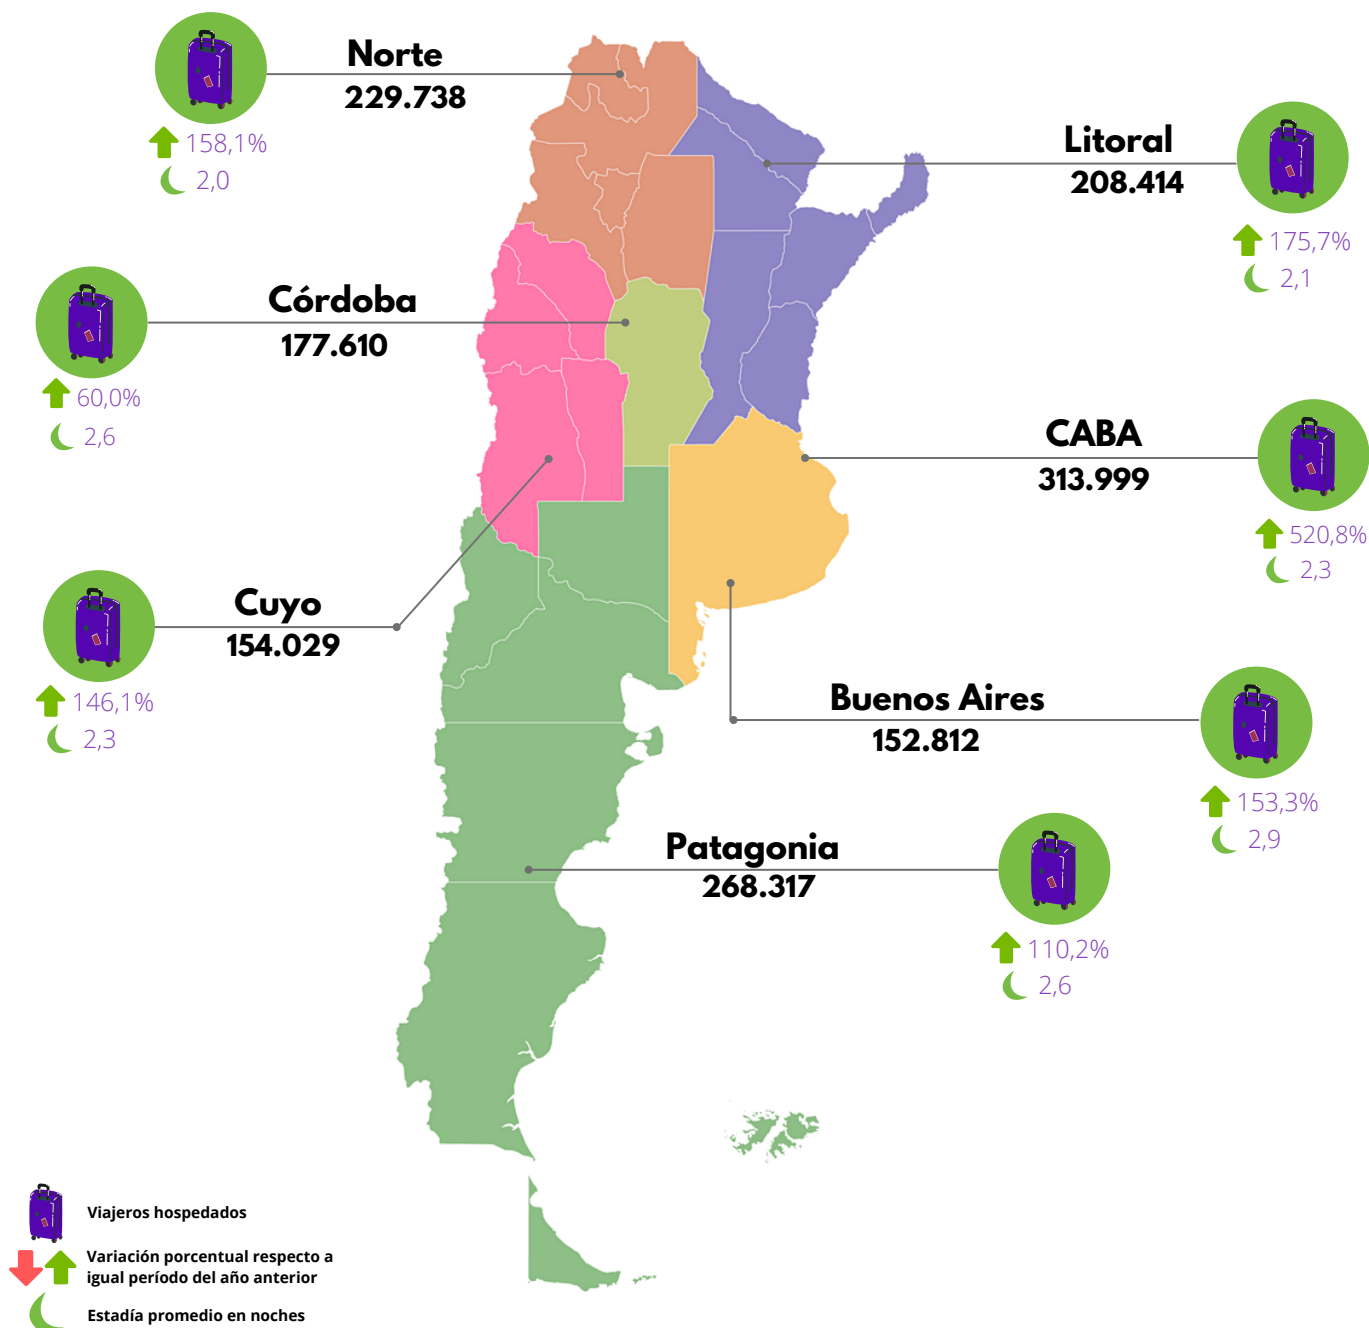 Norte
229.738
158,1%
2,0
Litoral
208.414
175,7%
2,1
Córdoba
177.610
60,0%
2,6
CABA
313.999
520,8%
2,3
Cuyo
154.029
146,1%
2,3
Buenos Aires
152.812
153,3%
2,9
Patagonia
268.317
110,2%
2,6
Viajeros hospedados
Variación porcentual respecto a
igual período del año anterior
Estadía promedio en noches